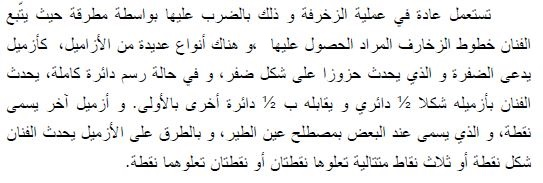 تستعمل عادة في عملية الزخرفة و ذلك بالضرب عليها بواسطة مطرقة حيث يتّبع
الفنان خطوط الزخارف المراد الحصول عليها ،و هناك أنواع عديدة من الأزاميل، كأزميل
يدعى الضفرة و الذي يحدث حزوزا على شكل ضفر، و في حالة رسم دائرة كاملة، يحدث
الفنان بأزميله شكلا ½ دائري و يقابله ب ½ دائرة أخرى بالأولى. و أزميل آخر يسمى
نقطة، و الذي يسمى عند البعض بمصطلح عين الطير، و بالطرق على الأزميل يحدث الفنان
شكل نقطة أو ثلاث نقاط متتالية تعلوها نقطتان أو نقطتان تعلوهما نقطة.